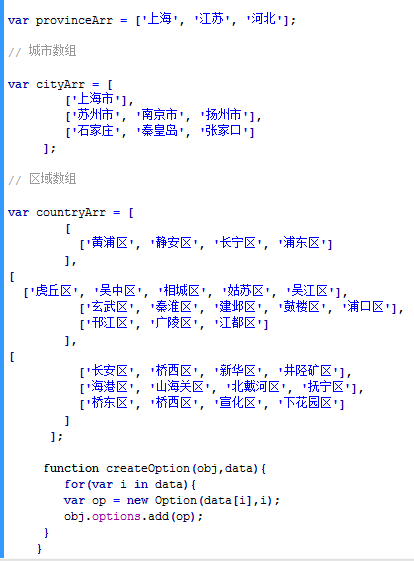 var provinceArr = ['上海', '江苏', '河北'];
// 城市数组
var cityArr = [
['上海市'],
['苏州市', '南京市', '扬州市'],
['石家庄', '秦皇岛', '张家口']
];
// 区域数组
var countryArr = [
[
['黄浦区', '静安区', '长宁区', '浦东区']
],
[
['虎丘区', '吴中区', '相城区', '姑苏区', '吴江区'],
['玄武区', '秦淮区', '建邺区', '鼓楼区', '浦口区'],
['邗江区', '广陵区', '江都区']
],
[
['长安区', '桥西区', '新华区', '井陉矿区'],
['海港区', '山海关区', '北戴河区', '抚宁区'],
['桥东区', '桥西区', '宣化区', '下花园区']
]
];
function createOption(obj,data){
for(var i in data){
var op = new Option(data[i],i);
obj.options.add(op);
}
}